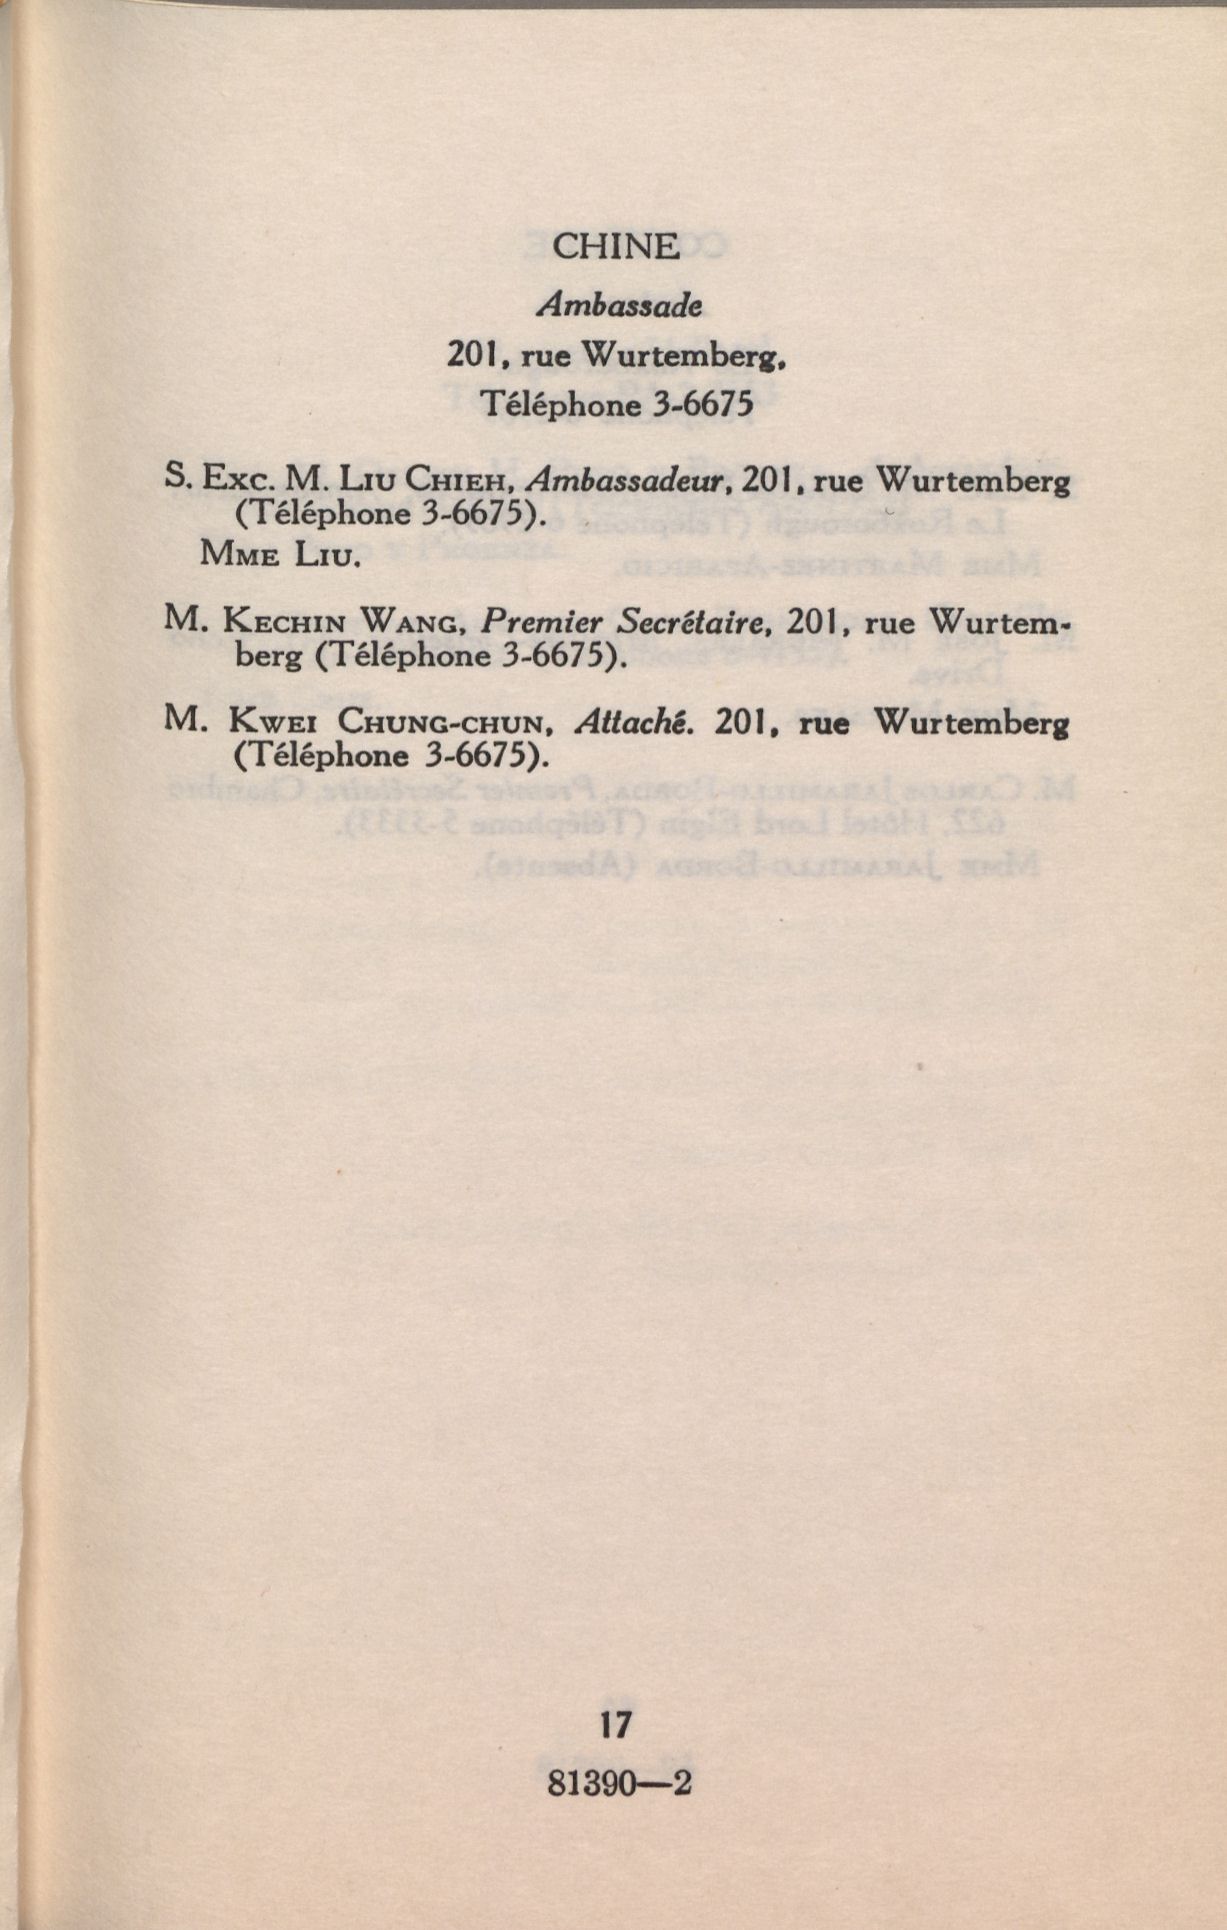 CHINE
Ambassade
201, rue Wurtemberg,
Téléphone 3-6675
S. Exc. M. Liu Chieh, Ambassadeur, 201, rue Wurtemberg
(Téléphone 3-6675).
Mme Liu.
M. Kechin Wang, Premier Secrétaire, 201, rue Wurtem-
berg (Téléphone 3-6675).
M. Kwei Chung-chun, Attaché. 201, rue Wurtemberg
(Téléphone 3-6675).
17
81390—2